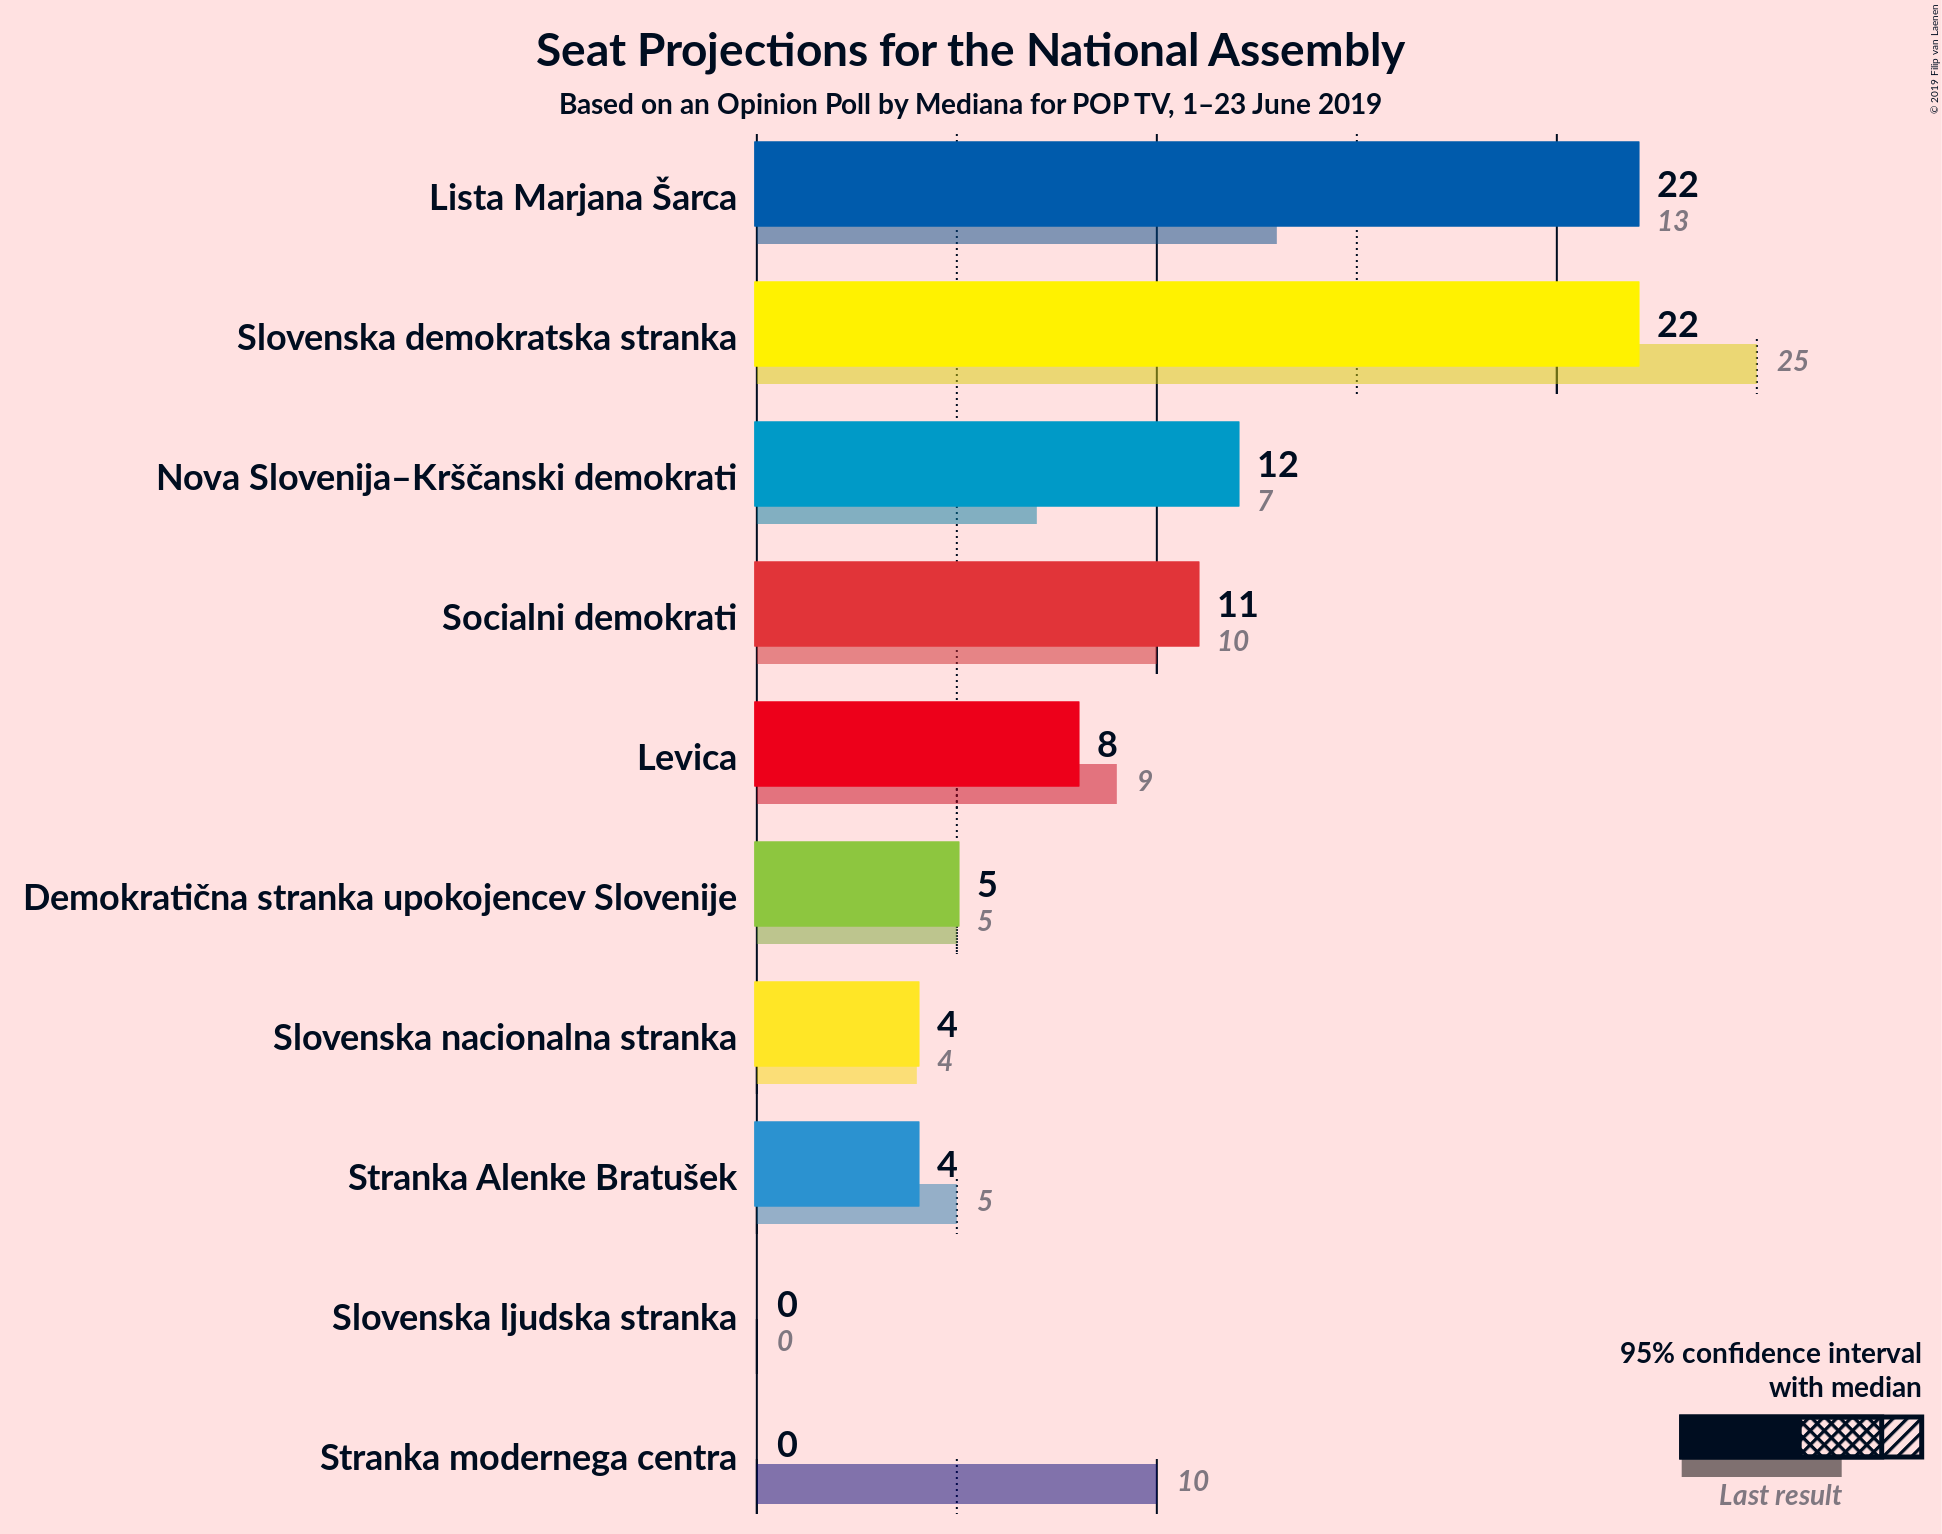 Seat Projections for the National Assembly
Based on an Opinion Poll by Mediana for POP TV, 1–23 June 2019
© 2019 Filip van Laenen
Lista Marjana Šarca
22
13
Slovenska demokratska stranka
22
25
Nova Slovenija–Krščanski demokrati
12
7
Socialni demokrati
11
10
Levica
8
9
Demokratična stranka upokojencev Slovenije
5
5
Slovenska nacionalna stranka
4
4
Stranka Alenke Bratušek
4
5
Slovenska ljudska stranka
0
0
Stranka modernega centra
0
10
95% confidence interval
with median
Last result